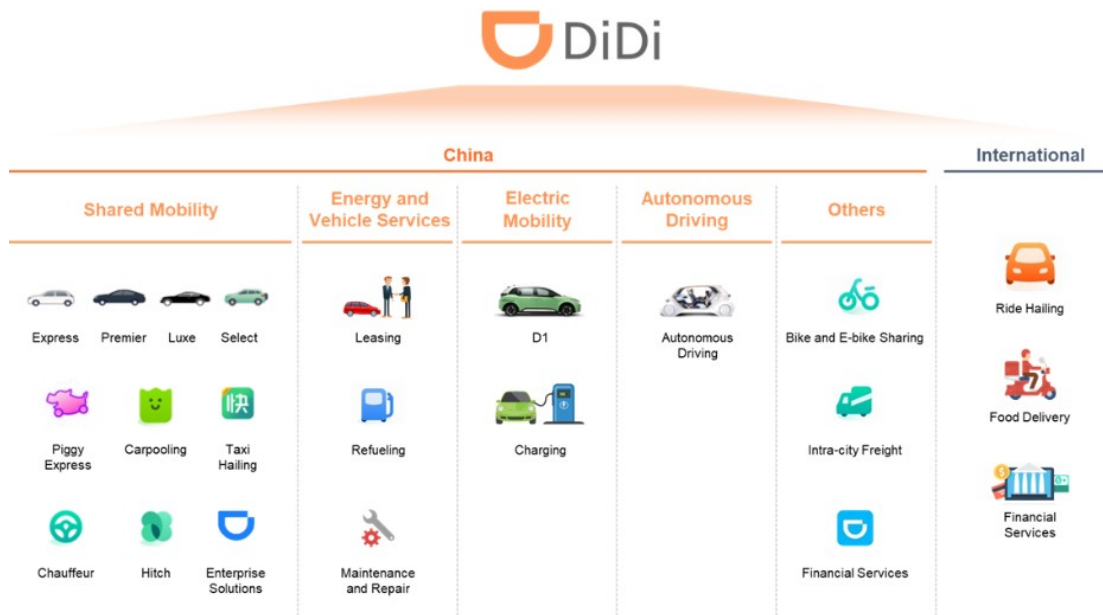 DiDi
China
International
Shared Mobility
Energy and
Vehicle Services
Electric
Mobility
Autonomous
Driving
Others
Express
Premier
Luxe
Select
Leasing
D1
Autonomous
Driving
Bike and E-bike Sharing
Ride Hailing
快
Piggy
Express
Carpooling
Taxi
Hailing
Refueling
Charging
Intra-city Freight
Food Delivery
Chauffeur
Hitch
Enterprise
Solutions
Maintenance
and Repair
Financial Services
$
Financial
Services